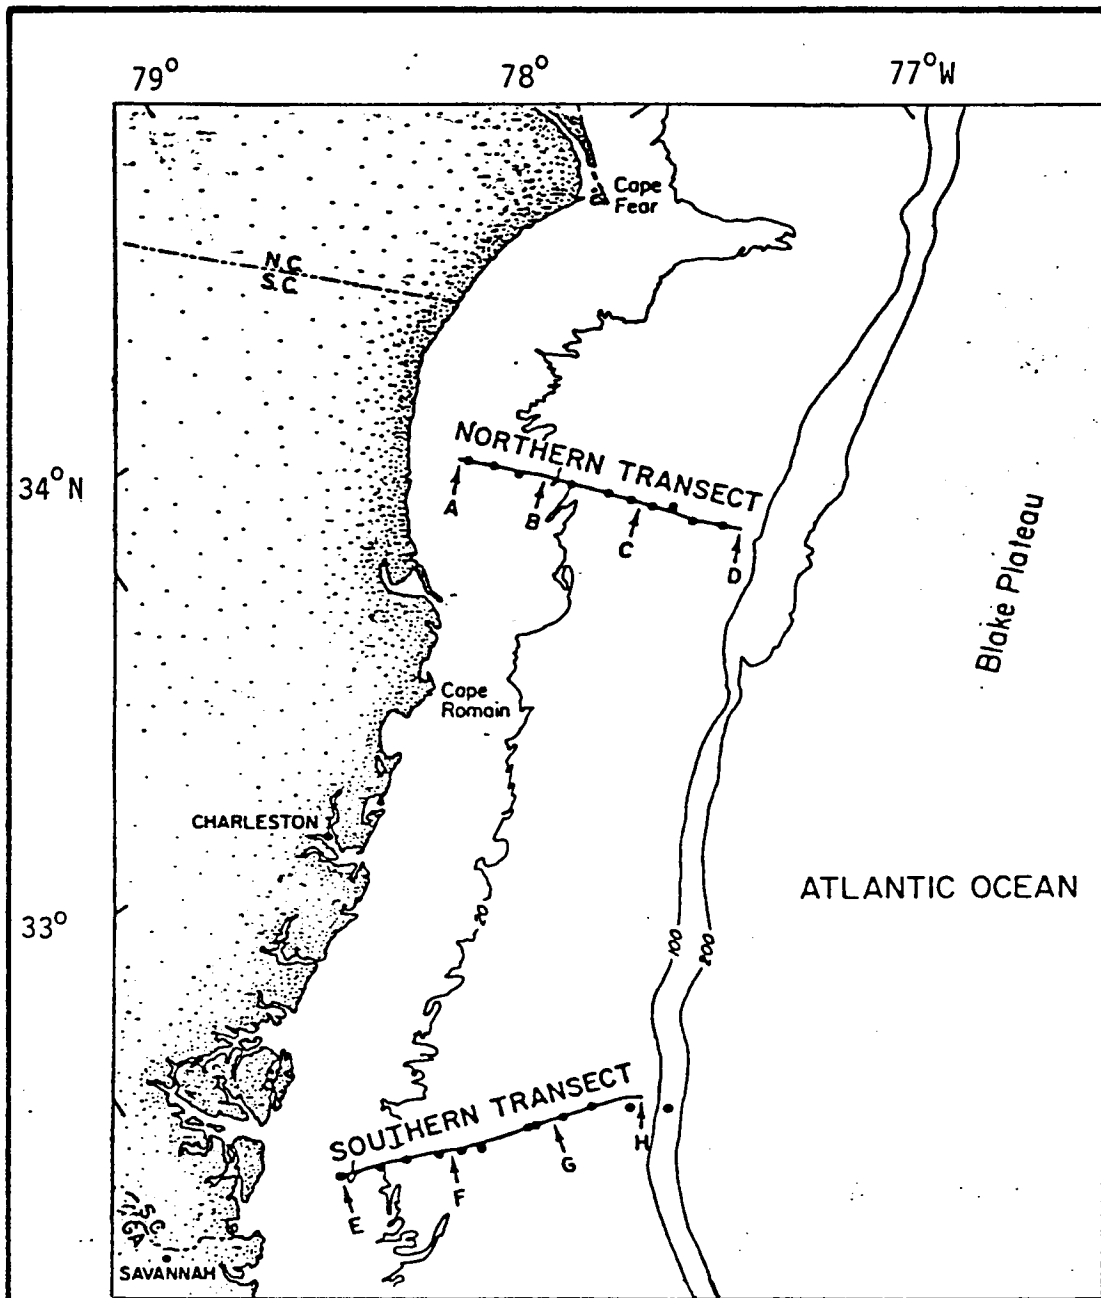 79°
78°
77°W
Cape
Fear
N.C.
S.C.
NORTHERN TRANSECT
34°N
A
B
C
D
Blake Plateau
Cape
Romain
CHARLESTON
ATLANTIC OCEAN
33°
20
100
200
SOUTHERN TRANSECT
H
G
F
E
S.C.
GA
SAVANNAH